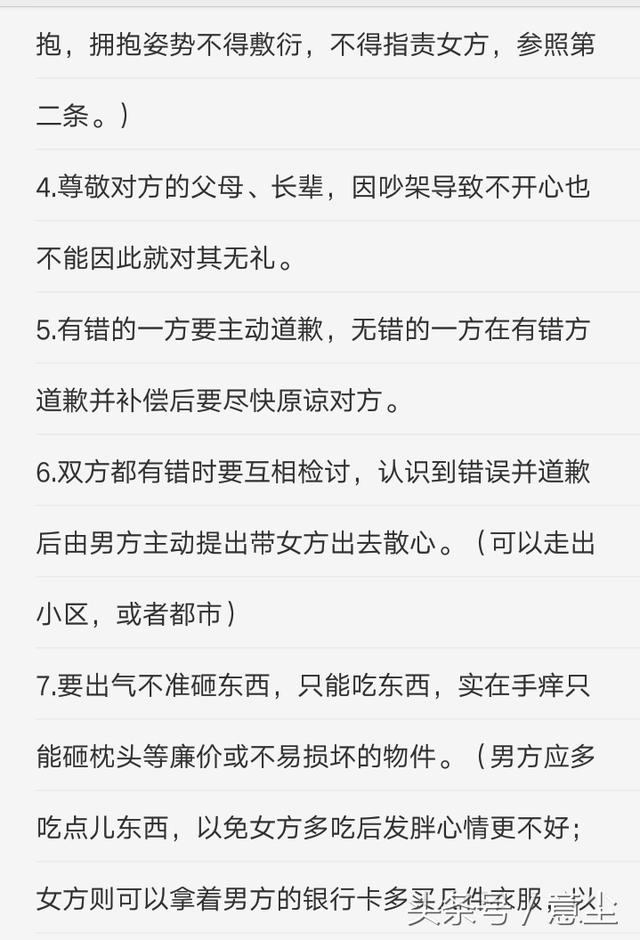 抱，拥抱姿势不得敷衍，不得指责女方，参照第
二条。）
4.尊敬对方的父母、长辈，因吵架导致不开心也
不能因此就对其无礼。
5.有错的一方要主动道歉，无错的一方在有错方
道歉并补偿后要尽快原谅对方。
6.双方都有错时要互相检讨，认识到错误并道歉
后由男方主动提出带女方出去散心。（可以走出
小区，或者都市）
7.要出气不准砸东西，只能吃东西，实在手痒只
能砸枕头等廉价或不易损坏的物件。（男方应多
吃点儿东西，以免女方多吃后发胖心情更不好；
女方则可以拿着男方的银行卡多买几件衣服，以
头条号 / 意尘